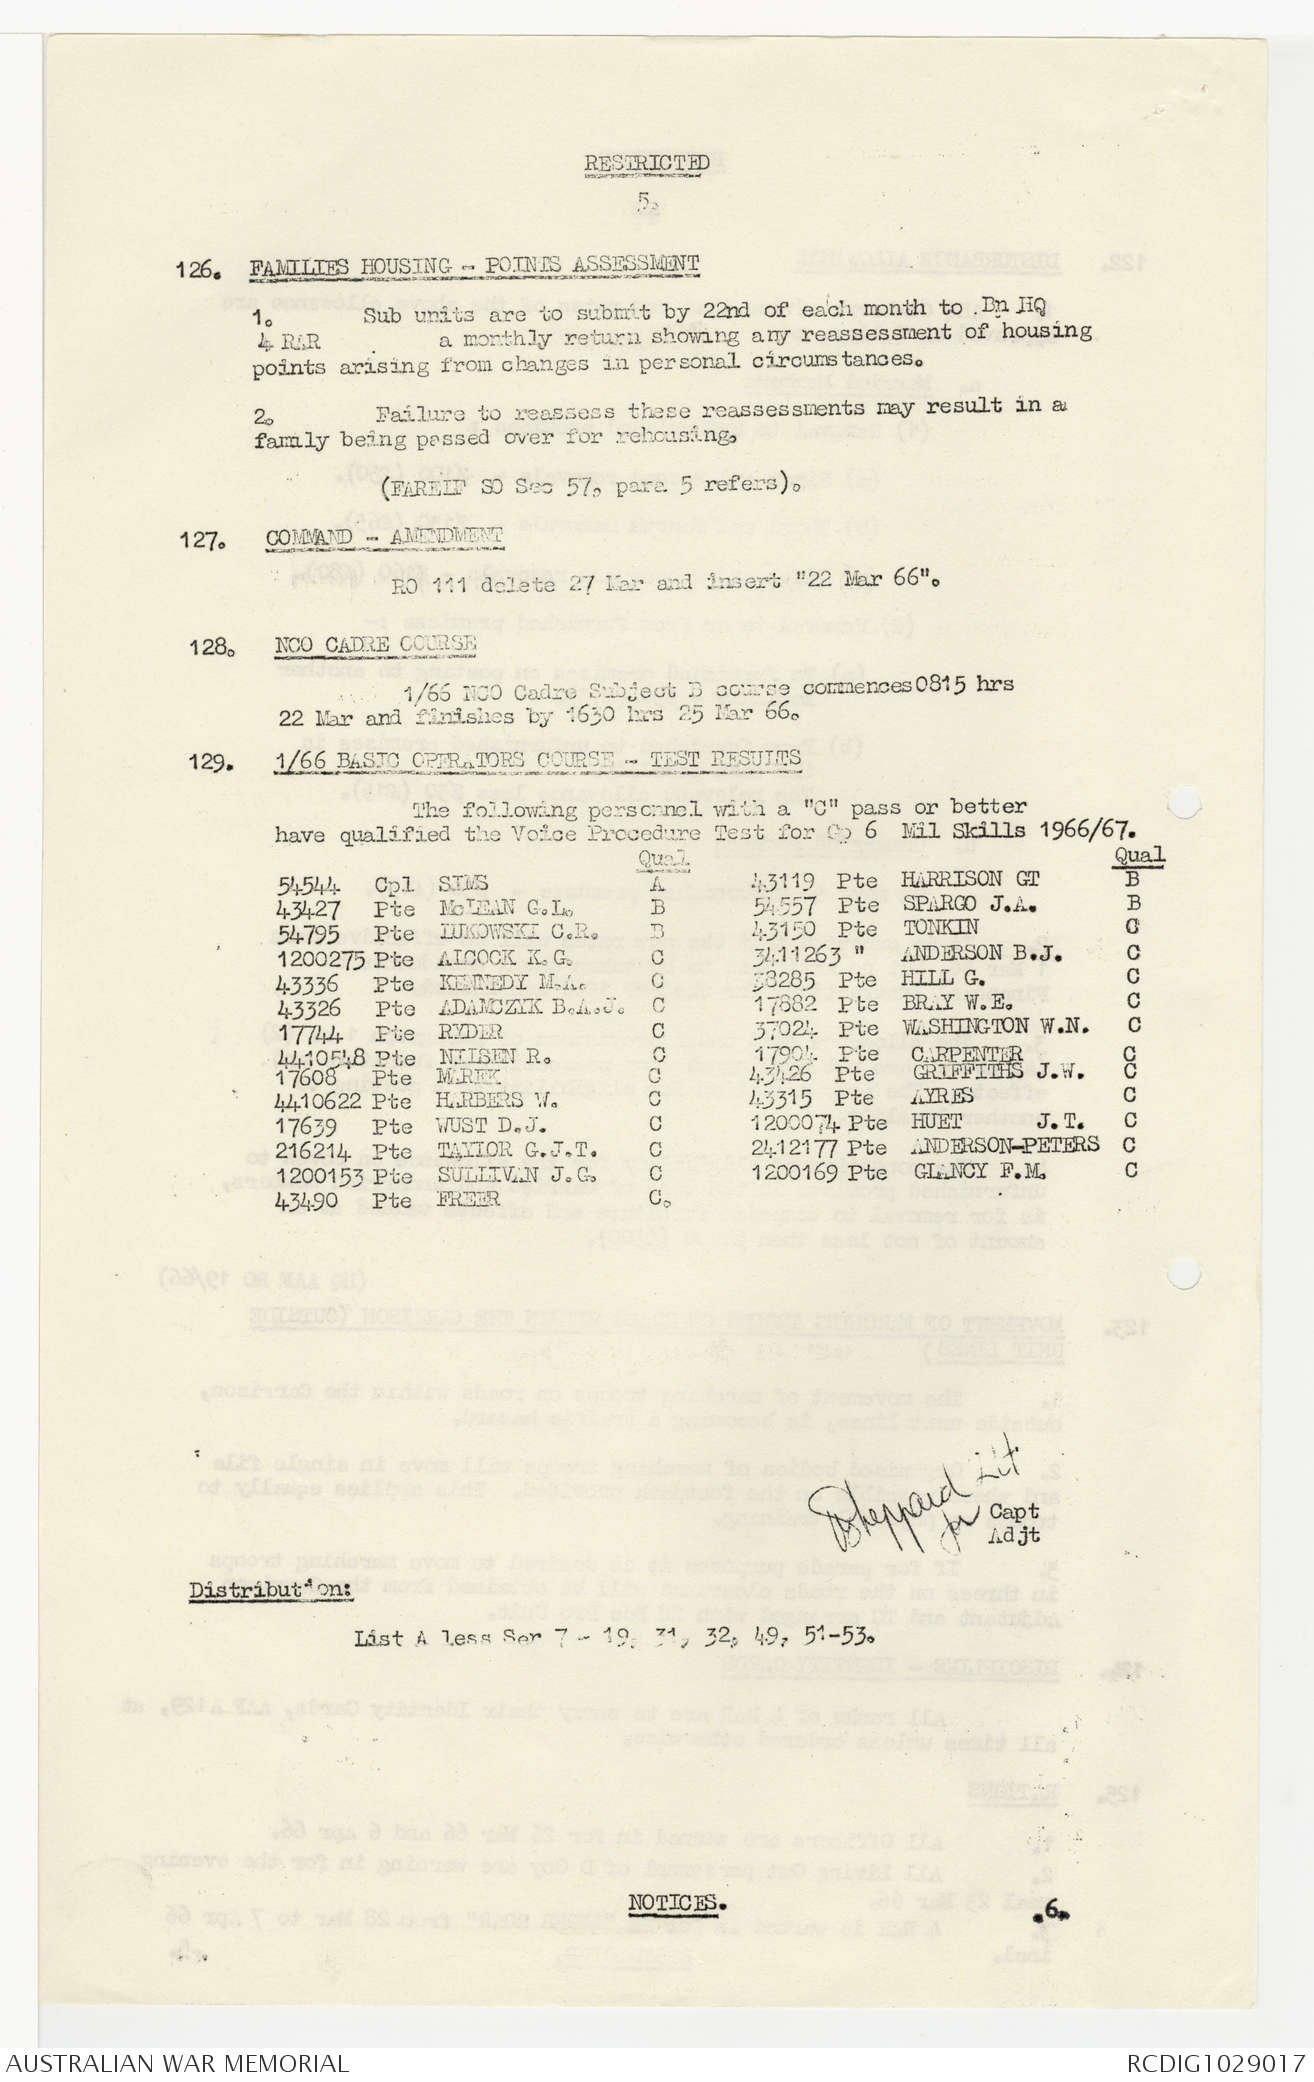 RESTRICTED
5.
126. FAMILIES HOUSING - POINTS ASSESSMENT
1. Sub units are to submit by 22nd of each month to Bn HQ
4 RAR a monthly return showing any reassessment of housing
points arising from changes in personal circumstances.
2. Failure to reassess these reassessments may result in a
family being passed over for rehousing.
(FARELF SO Sec 57. para 5 refers).
127. COMMAND - AMENDMENT
RO 111 delete 27 Mar and insert "22 Mar 66".
128. NCO CADRE COURSE
1/66 NCO Cadre Subject B course commences 0815 hrs
22 Mar and finishes by 1630 hrs 25 Mar 66.
129. 1/66 BASIC OPERATORS COURSE - TEST RESULTS
The following personnel with a "C" pass or better
have qualified the Voice Procedure Test for Gp 6 Mil Skills 1966/67.
Qual Qual
54544 Cpl SIMS A 43119 Pte HARRISON GT B
43427 Pte McLEAN G.L. B 54557 Pte SPARGO J.A. B
54795 Pte LUKOWSKI C.R. B 43150 Pte TONKIN C
1200275 Pte ALCOCK K.G. C 3411263 " ANDERSON B.J. C
43336 Pte KENNEDY M.A. C 38285 Pte HILL G. C
43326 Pte ADAMCZYK B.A.J. C 17882 Pte BRAY W.E. C
17744 Pte RYDER C 37024 Pte WASHINGTON W.N. C
4410548 Pte NIISEN R. C 17904 Pte CARPENTER C
17608 Pte MAREK C 43426 Pte GRIFFITHS J.W. C
4410622 Pte HARBERS W. C 43315 Pte AYRES C
17639 Pte WUST D.J. C 1200074 Pte HUET J.T. C
216214 Pte TAYLOR G.J.T. C 2412177 Pte ANDERSON-PETERS C
1200153 Pte SULLIVAN J.G. C 1200169 Pte GLANCY F.M. C
43490 Pte FREER C.
Sheppard Lt
for Capt
Adjt
Distribution:
List A less Ser 7 - 19, 31, 32, 49, 51-53.
NOTICES. .6.
AUSTRALIAN WAR MEMORIAL RCDIG1029017